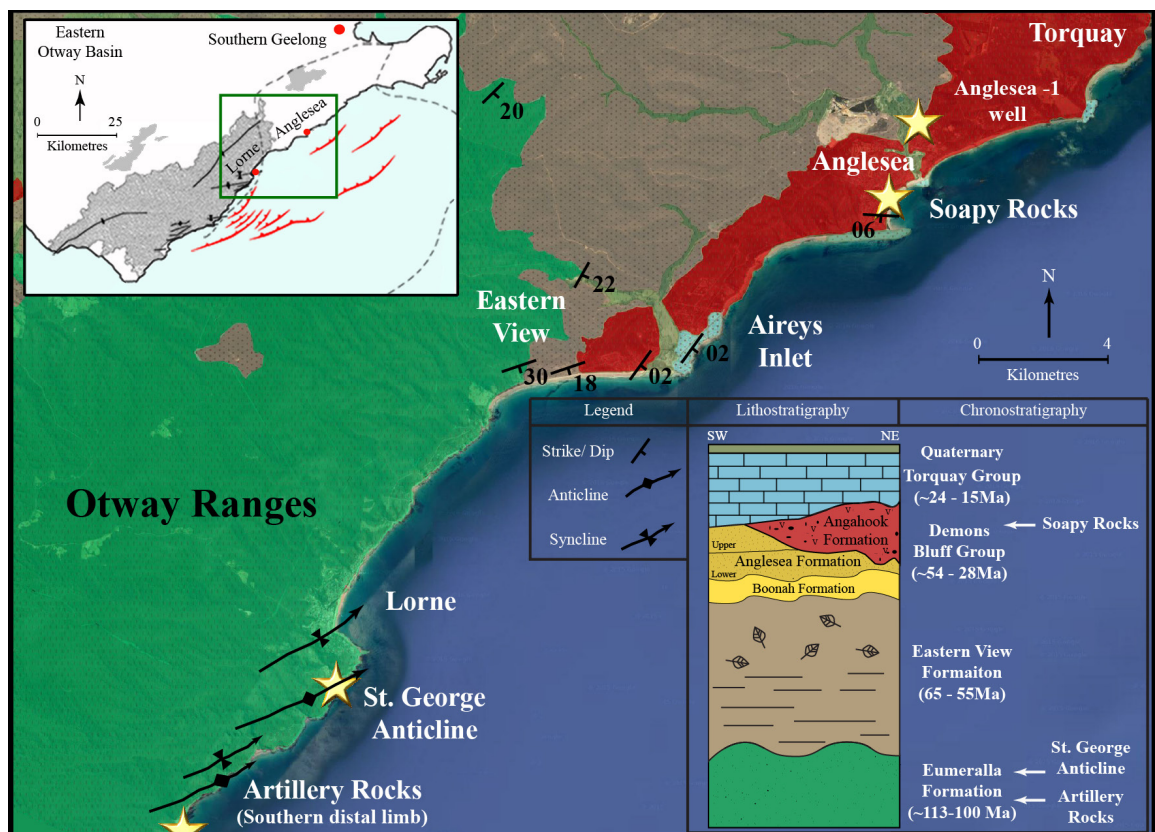 Eastern
Otway Basin
N
0
25
Kilometres
Southern Geelong
Anglesea
Lorne
Torquay
Anglesea -1
well
Anglesea
Soapy Rocks
20
06
22
Eastern
View
Aireys
Inlet
02
02
30
18
N
0
4
Kilometres
Otway Ranges
Lorne
St. George
Anticline
Artillery Rocks
(Southern distal limb)
Legend
Strike/ Dip
Anticline
Syncline
Lithostratigraphy
SW
NE
Angahook
Formation
Upper
Anglesea Formation
Lower
Boonah Formation
Chronostratigraphy
Quaternary
Torquay Group
(~24 - 15Ma)
Soapy Rocks
Demons
Bluff Group
(~54 - 28Ma)
Eastern View
Formaiton
(65 - 55Ma)
St. George
Anticline
Eumeralla
Formation
(~113-100 Ma)
Artillery
Rocks